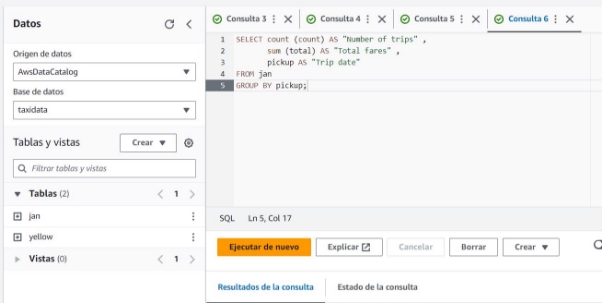 Datos
Origen de datos
AwsDataCatalog
Base de datos
taxidata
Tablas y vistas
Crear
Filtrar tablas y vistas
Tablas (2)
1
jan
yellow
Vistas (0)
1
Consulta 3
Consulta 4
Consulta 5
Consulta 6
1 SELECT count (count) AS "Number of trips" ,
2 sum (total) AS "Total fares" ,
3 pickup AS "Trip date"
4 FROM jan
5 GROUP BY pickup;
SQL Ln 5, Col 17
Ejecutar de nuevo
Explicar
Cancelar
Borrar
Crear
Resultados de la consulta
Estado de la consulta